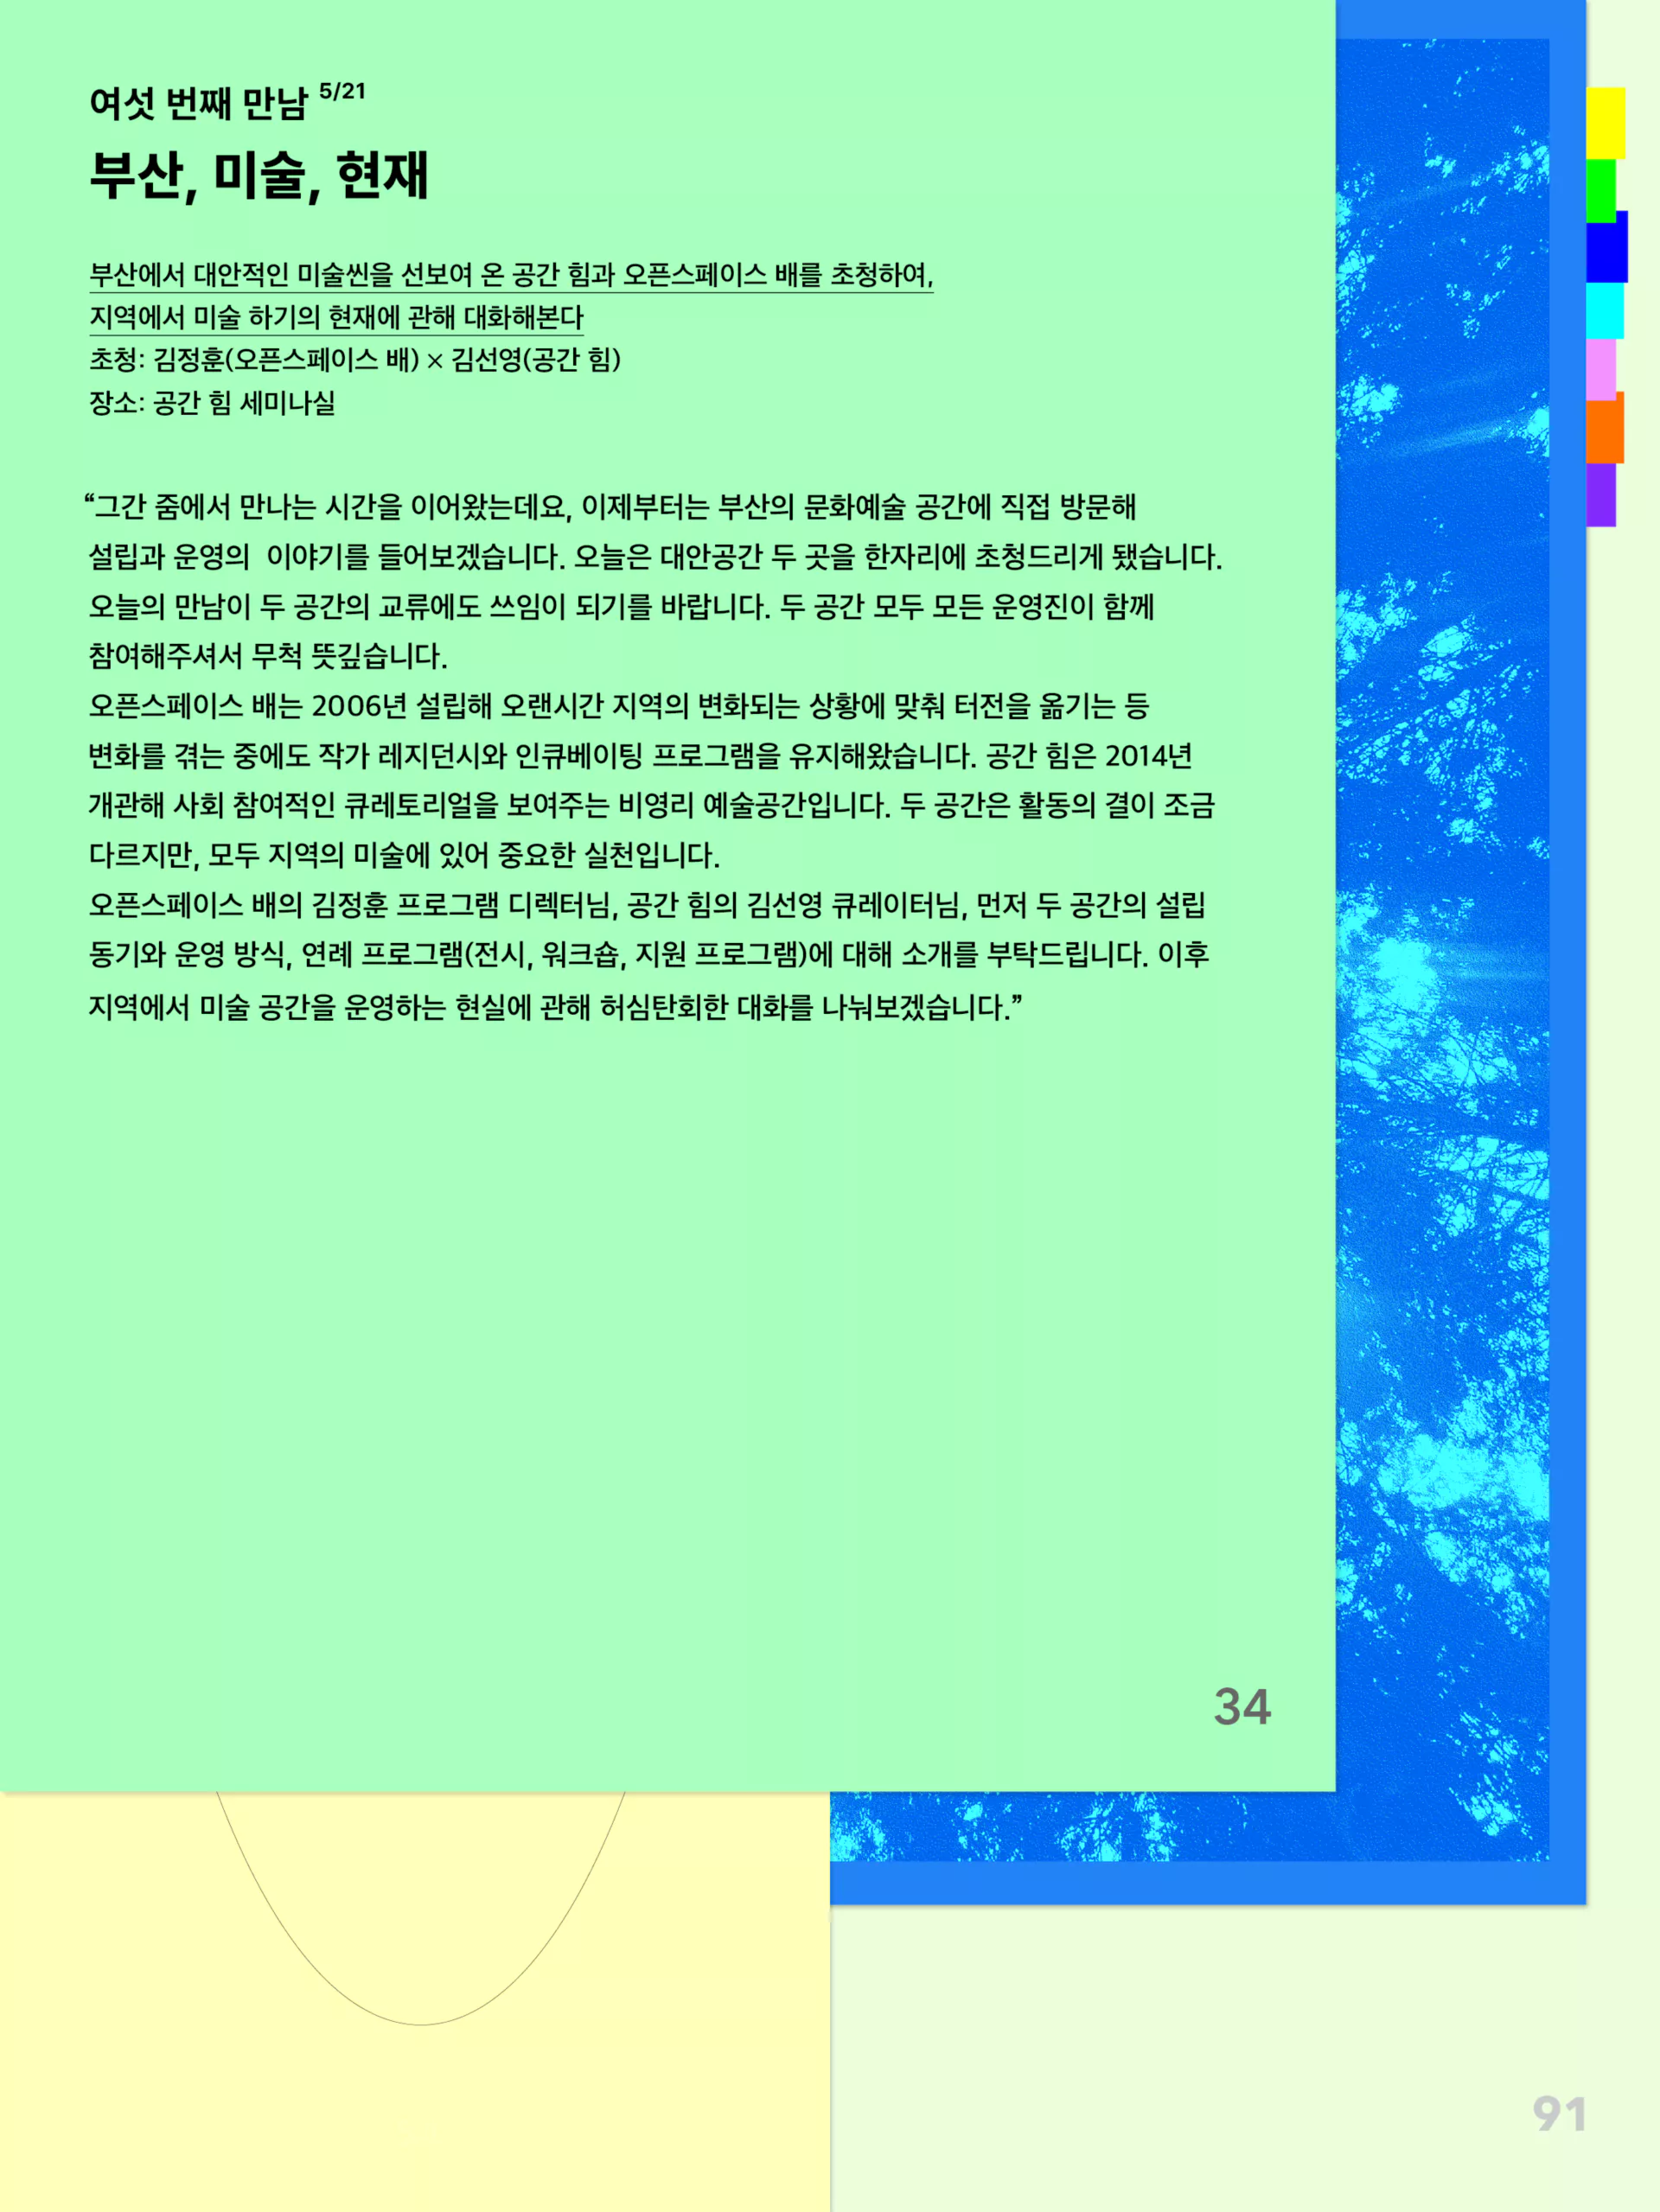 여섯 번째 만남 5/21
부산, 미술, 현재
부산에서 대안적인 미술씬을 선보여 온 공간 힘과 오픈스페이스 배를 초청하여,
지역에서 미술 하기의 현재에 관해 대화해본다
초청: 김정훈(오픈스페이스 배) × 김선영(공간 힘)
장소: 공간 힘 세미나실
“그간 줌에서 만나는 시간을 이어왔는데요, 이제부터는 부산의 문화예술 공간에 직접 방문해
설립과 운영의 이야기를 들어보겠습니다. 오늘은 대안공간 두 곳을 한자리에 초청드리게 됐습니다.
오늘의 만남이 두 공간의 교류에도 쓰임이 되기를 바랍니다. 두 공간 모두 모든 운영진이 함께
참여해주셔서 무척 뜻깊습니다.
오픈스페이스 배는 2006년 설립해 오랜시간 지역의 변화되는 상황에 맞춰 터전을 옮기는 등
변화를 겪는 중에도 작가 레지던시와 인큐베이팅 프로그램을 유지해왔습니다. 공간 힘은 2014년
개관해 사회 참여적인 큐레토리얼을 보여주는 비영리 예술공간입니다. 두 공간은 활동의 결이 조금
다르지만, 모두 지역의 미술에 있어 중요한 실천입니다.
오픈스페이스 배의 김정훈 프로그램 디렉터님, 공간 힘의 김선영 큐레이터님, 먼저 두 공간의 설립
동기와 운영 방식, 연례 프로그램(전시, 워크숍, 지원 프로그램)에 대해 소개를 부탁드립니다. 이후
지역에서 미술 공간을 운영하는 현실에 관해 허심탄회한 대화를 나눠보겠습니다.”
34
91